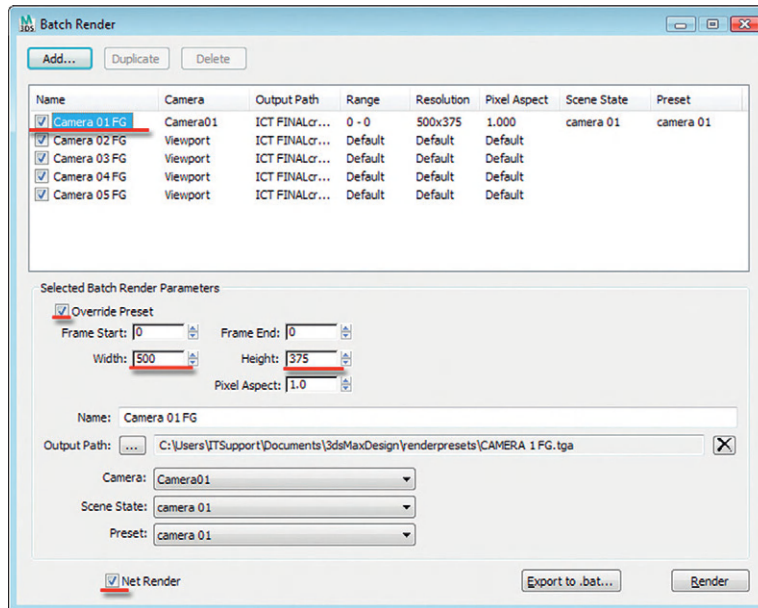 M
3DS Batch Render
Add... Duplicate Delete
Name Camera Output Path Range Resolution Pixel Aspect Scene State Preset
Camera 01 FG Camera01 ICT FINALcr... 0 - 0 500x375 1.000 camera 01 camera 01
Camera 02 FG Viewport ICT FINALcr... Default Default Default
Camera 03 FG Viewport ICT FINALcr... Default Default Default
Camera 04 FG Viewport ICT FINALcr... Default Default Default
Camera 05 FG Viewport ICT FINALcr... Default Default Default
Selected Batch Render Parameters
Override Preset
Frame Start: 0 Frame End: 0
Width: 500 Height: 375
Pixel Aspect: 1.0
Name: Camera 01 FG
Output Path: ... C:\Users\ITSupport\Documents\3dsMaxDesign\renderpresets\CAMERA 1 FG.tga
Camera: Camera01
Scene State: camera 01
Preset: camera 01
Net Render Export to .bat... Render